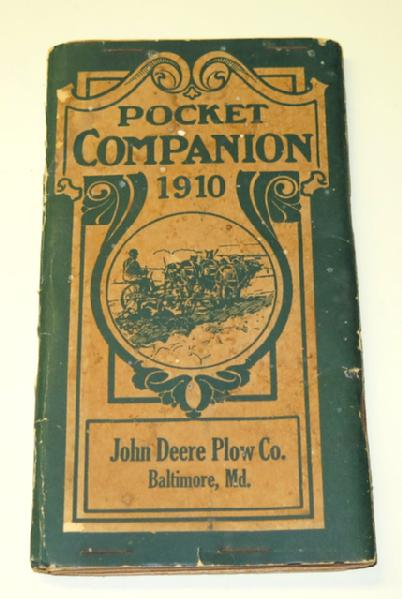 POCKET
COMPANION
1910
John Deere Plow Co.
Baltimore, Md.